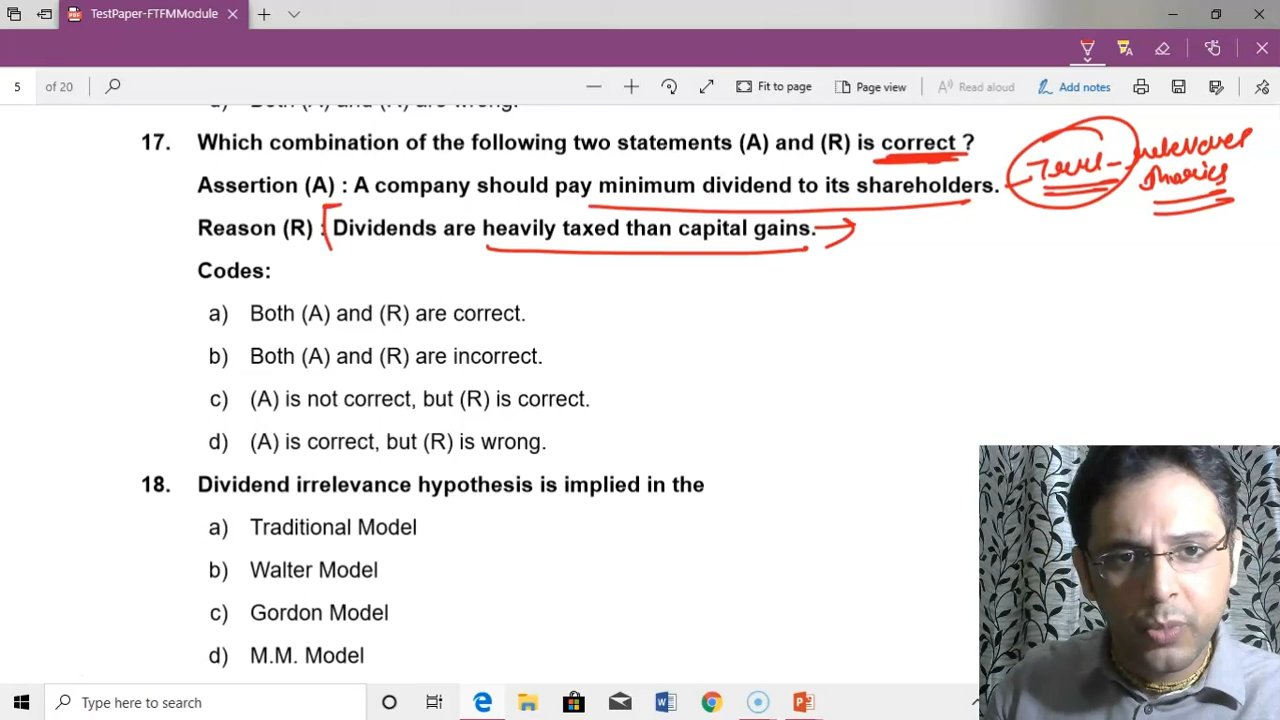 TestPaper-FTFMModule
5 of 20
Fit to page
Page view
Read aloud
Add notes
d) Both (A) and (R) are wrong.
17. Which combination of the following two statements (A) and (R) is correct ?
Assertion (A) : A company should pay minimum dividend to its shareholders.
Reason (R) : Dividends are heavily taxed than capital gains.
Codes:
a) Both (A) and (R) are correct.
b) Both (A) and (R) are incorrect.
c) (A) is not correct, but (R) is correct.
d) (A) is correct, but (R) is wrong.
18. Dividend irrelevance hypothesis is implied in the
a) Traditional Model
b) Walter Model
c) Gordon Model
d) M.M. Model
Type here to search